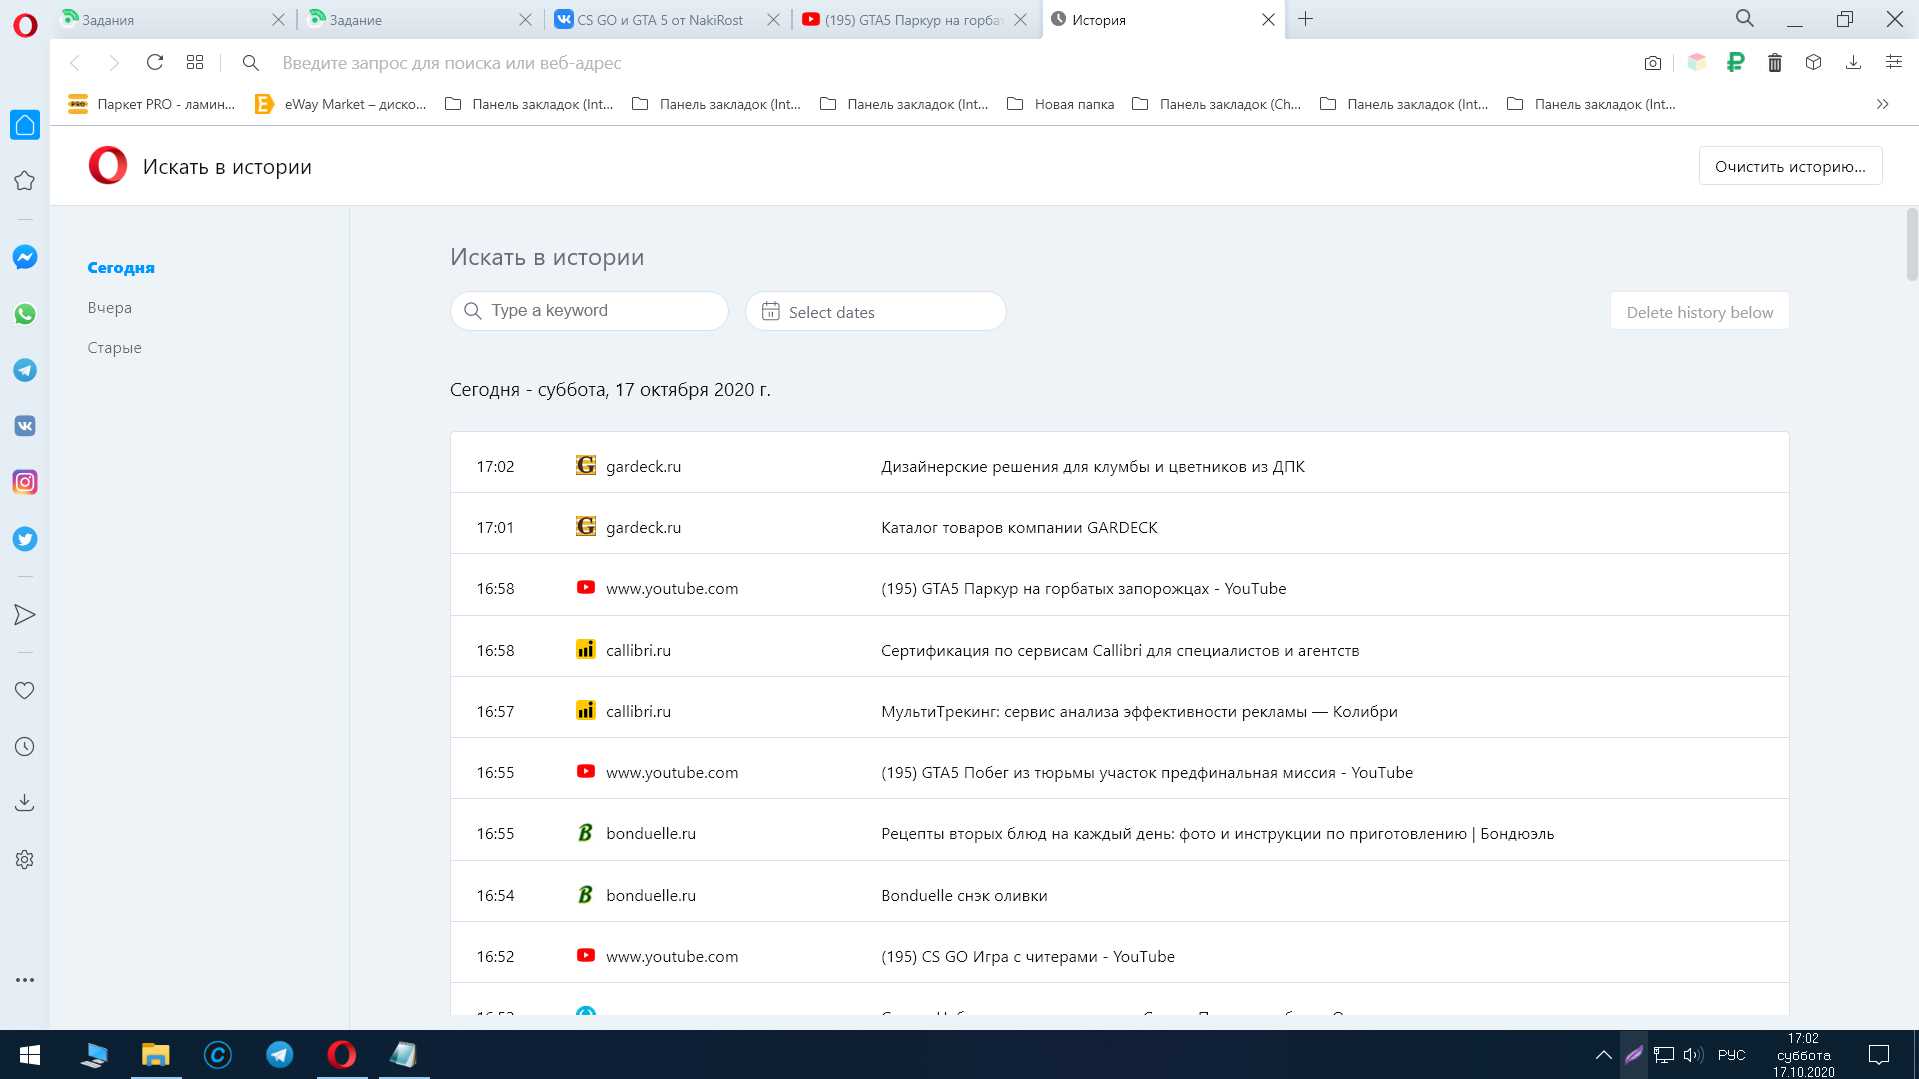 Задания
Задание
CS GO и GTA 5 от NakiRost
(195) GTA5 Паркур на горбат
История
Введите запрос для поиска или веб-адрес
Паркет PRO - ламин...
eWay Market – диско...
Панель закладок (Int...
Панель закладок (Int...
Панель закладок (Int...
Новая папка
Панель закладок (Ch...
Панель закладок (Int...
Панель закладок (Int...
Искать в истории
Очистить историю...
Сегодня
Вчера
Старые
Искать в истории
Type a keyword
Select dates
Delete history below
Сегодня - суббота, 17 октября 2020 г.
17:02 gardeck.ru Дизайнерские решения для клумбы и цветников из ДПК
17:01 gardeck.ru Каталог товаров компании GARDECK
16:58 www.youtube.com (195) GTA5 Паркур на горбатых запорожцах - YouTube
16:58 callibri.ru Сертификация по сервисам Callibri для специалистов и агентств
16:57 callibri.ru МультиТрекинг: сервис анализа эффективности рекламы — Колибри
16:55 www.youtube.com (195) GTA5 Побег из тюрьмы участок предфинальная миссия - YouTube
16:55 bonduelle.ru Рецепты вторых блюд на каждый день: фото и инструкции по приготовлению | Бондюэль
16:54 bonduelle.ru Bonduelle снэк оливки
16:52 www.youtube.com (195) CS GO Игра с читерами - YouTube
РУС
17:02
суббота
17.10.2020